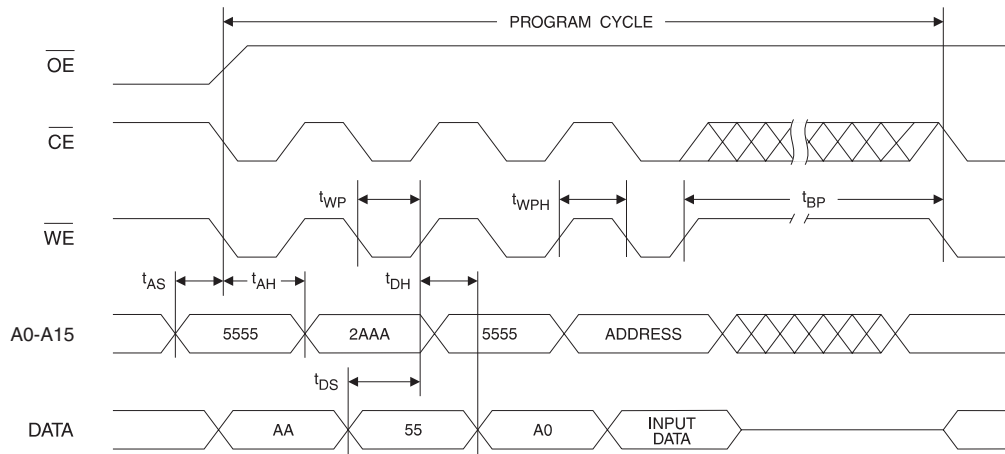 PROGRAM CYCLE
OE
CE
tWP
tWPH
tBP
WE
tAS
tAH
tDH
A0-A15
5555
2AAA
5555
ADDRESS
tDS
DATA
AA
55
A0
INPUT
DATA